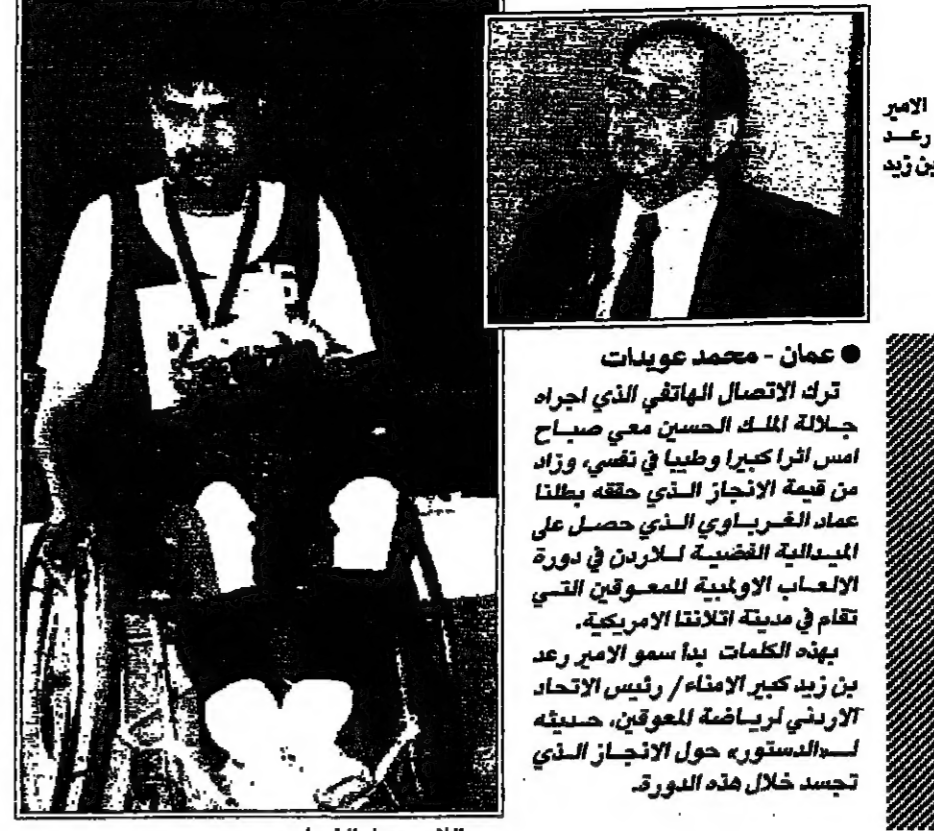 الامير
رعد
بن زيد
● عمان - محمد عويدات
ترك الاتصال الهاتفي الذي اجراه
جلالة الملك الحسين معي صباح
امس اثرا كبيرا وطيبا في نفسي، وزاد
من قيمة الانجاز الذي حققه بطلنا
عماد الغرباوي الذي حصل على
الميدالية الفضية للاردن في دورة
الالعاب الاولمبية للمعوقين التي
تقام في مدينة اتلانتا الامريكية.
بهذه الكلمات بدأ سمو الامير رعد
بن زيد كبير الامناء/ رئيس الاتحاد
الاردني لرياضة المعوقين، حديثه
لـ«الدستور» حول الانجاز الذي
تجسد خلال هذه الدورة.